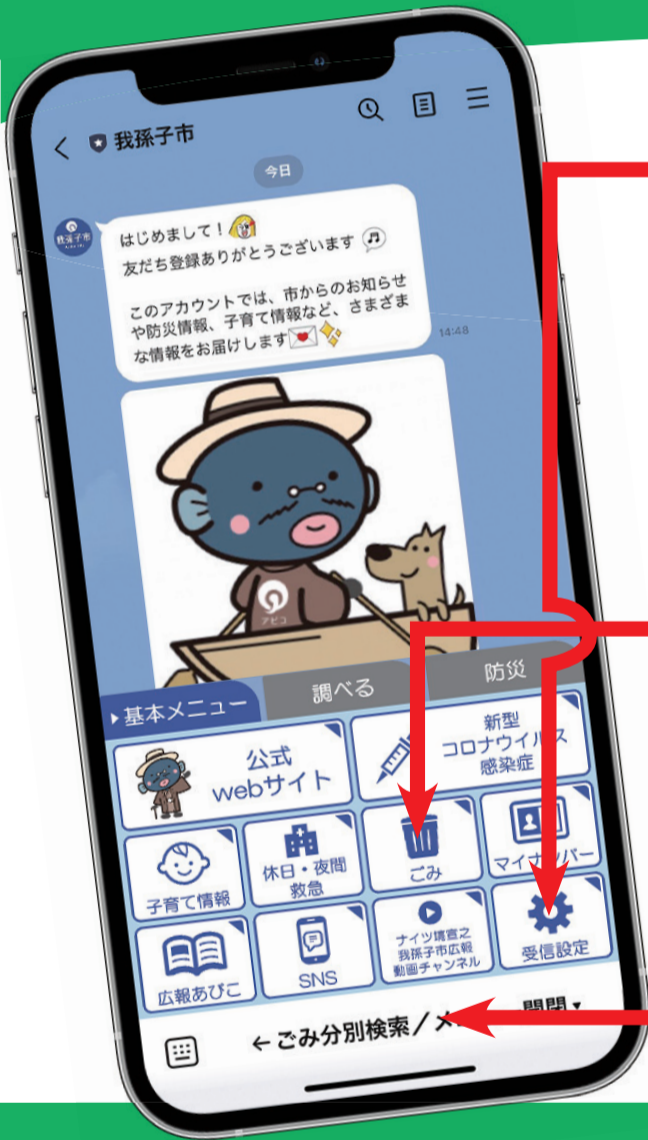 我孫子市
今日
我孫子市
はじめまして!
友だち登録ありがとうございます
このアカウントでは、市からのお知らせ
や防災情報、子育て情報など、さまざま
な情報をお届けします
14:48
アビコ
基本メニュー
調べる
防災
公式
webサイト
新型
コロナウイルス
感染症
子育て情報
休日・夜間
救急
ごみ
マイナンバー
広報あびこ
SNS
ナイツ塙宣之
我孫子市広報
動画チャンネル
受信設定
←ごみ分別検索/メ 開閉▾